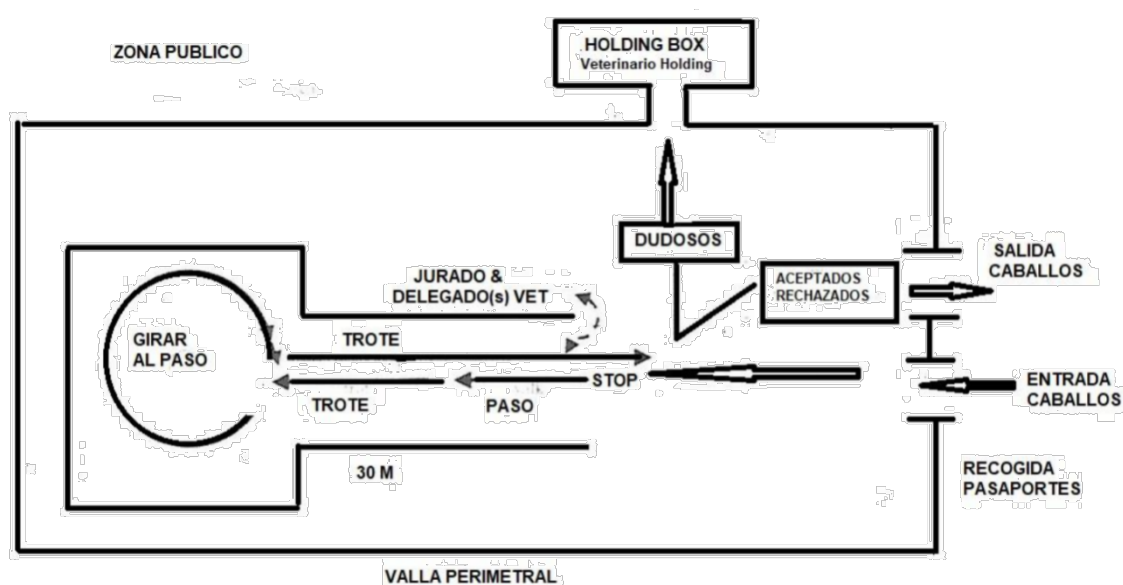 ZONA PUBLICO
HOLDING BOX
Veterinario Holding
DUDOSOS
SALIDA
CABALLOS
ACEPTADOS
RECHAZADOS
JURADO &
DELEGADO(s) VET
GIRAR
AL PASO
TROTE
STOP
ENTRADA
CABALLOS
TROTE
PASO
30 M
RECOGIDA
PASAPORTES
VALLA PERIMETRAL